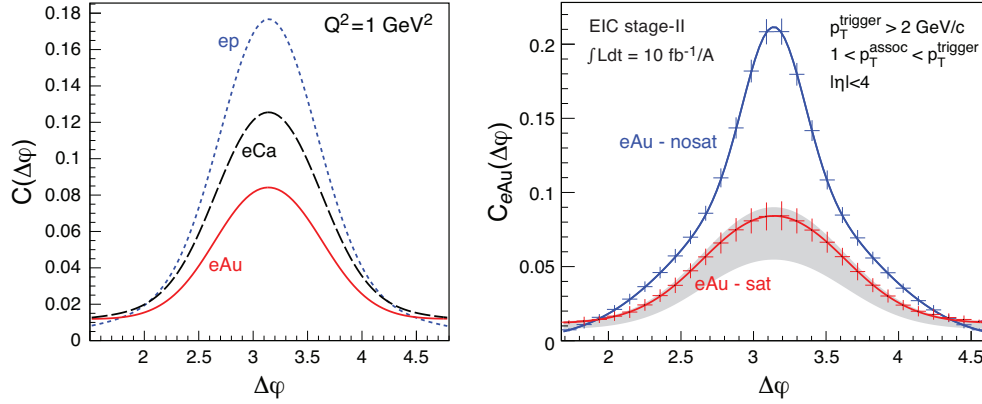 Q²=1 GeV²
ep
eCa
eAu
C(Δφ)
0.18
0.16
0.14
0.12
0.1
0.08
0.06
0.04
0.02
0
2
2.5
3
3.5
4
4.5
Δφ
EIC stage-II
∫Ldt = 10 fb⁻¹/A
p_T^trigger > 2 GeV/c
1 < p_T^assoc < p_T^trigger
|η|<4
eAu - nosat
eAu - sat
C_eAu(Δφ)
0.2
0.15
0.1
0.05
0
2
2.5
3
3.5
4
4.5
Δφ